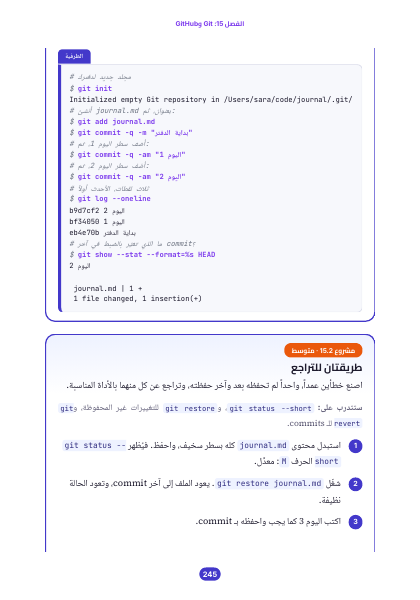 الفصل 15: Git وGitHub
الطرفية
# مجلد جديد لدفترك
$ git init
Initialized empty Git repository in /Users/sara/code/journal/.git/
# أنشئ journal.md بعنوان، ثم:
$ git add journal.md
$ git commit -q -m "بداية الدفتر"
# أضف سطر اليوم 1، ثم:
$ git commit -q -am "اليوم 1"
# أضف سطر اليوم 2، ثم:
$ git commit -q -am "اليوم 2"
# ثلاث لقطات، الأحدث أولاً
$ git log --oneline
b9d7cf2 اليوم 2
bf34050 اليوم 1
eb4e70b بداية الدفتر
# ما الذي تغير بالضبط في آخر commit؟
$ git show --stat --format=%s HEAD
اليوم 2
journal.md | 1 +
1 file changed, 1 insertion(+)
مشروع 15.2 · متوسط
طريقتان للتراجع
اصنع خطأين عمداً، واحداً لم تحفظه بعد وآخر حفظته، وتراجع عن كل منهما بالأداة المناسبة.
ستتدرب على: git status --short، و git restore للتغييرات غير المحفوظة، و git
revert للـ commits.
1 استبدل محتوى journal.md كله بسطر سخيف، واحفظ. فيُظهر git status --
short الحرف M : معدّل.
2 شغّل git restore journal.md . يعود الملف إلى آخر commit، وتعود الحالة
نظيفة.
3 اكتب اليوم 3 كما يجب واحفظه بـ commit.
245